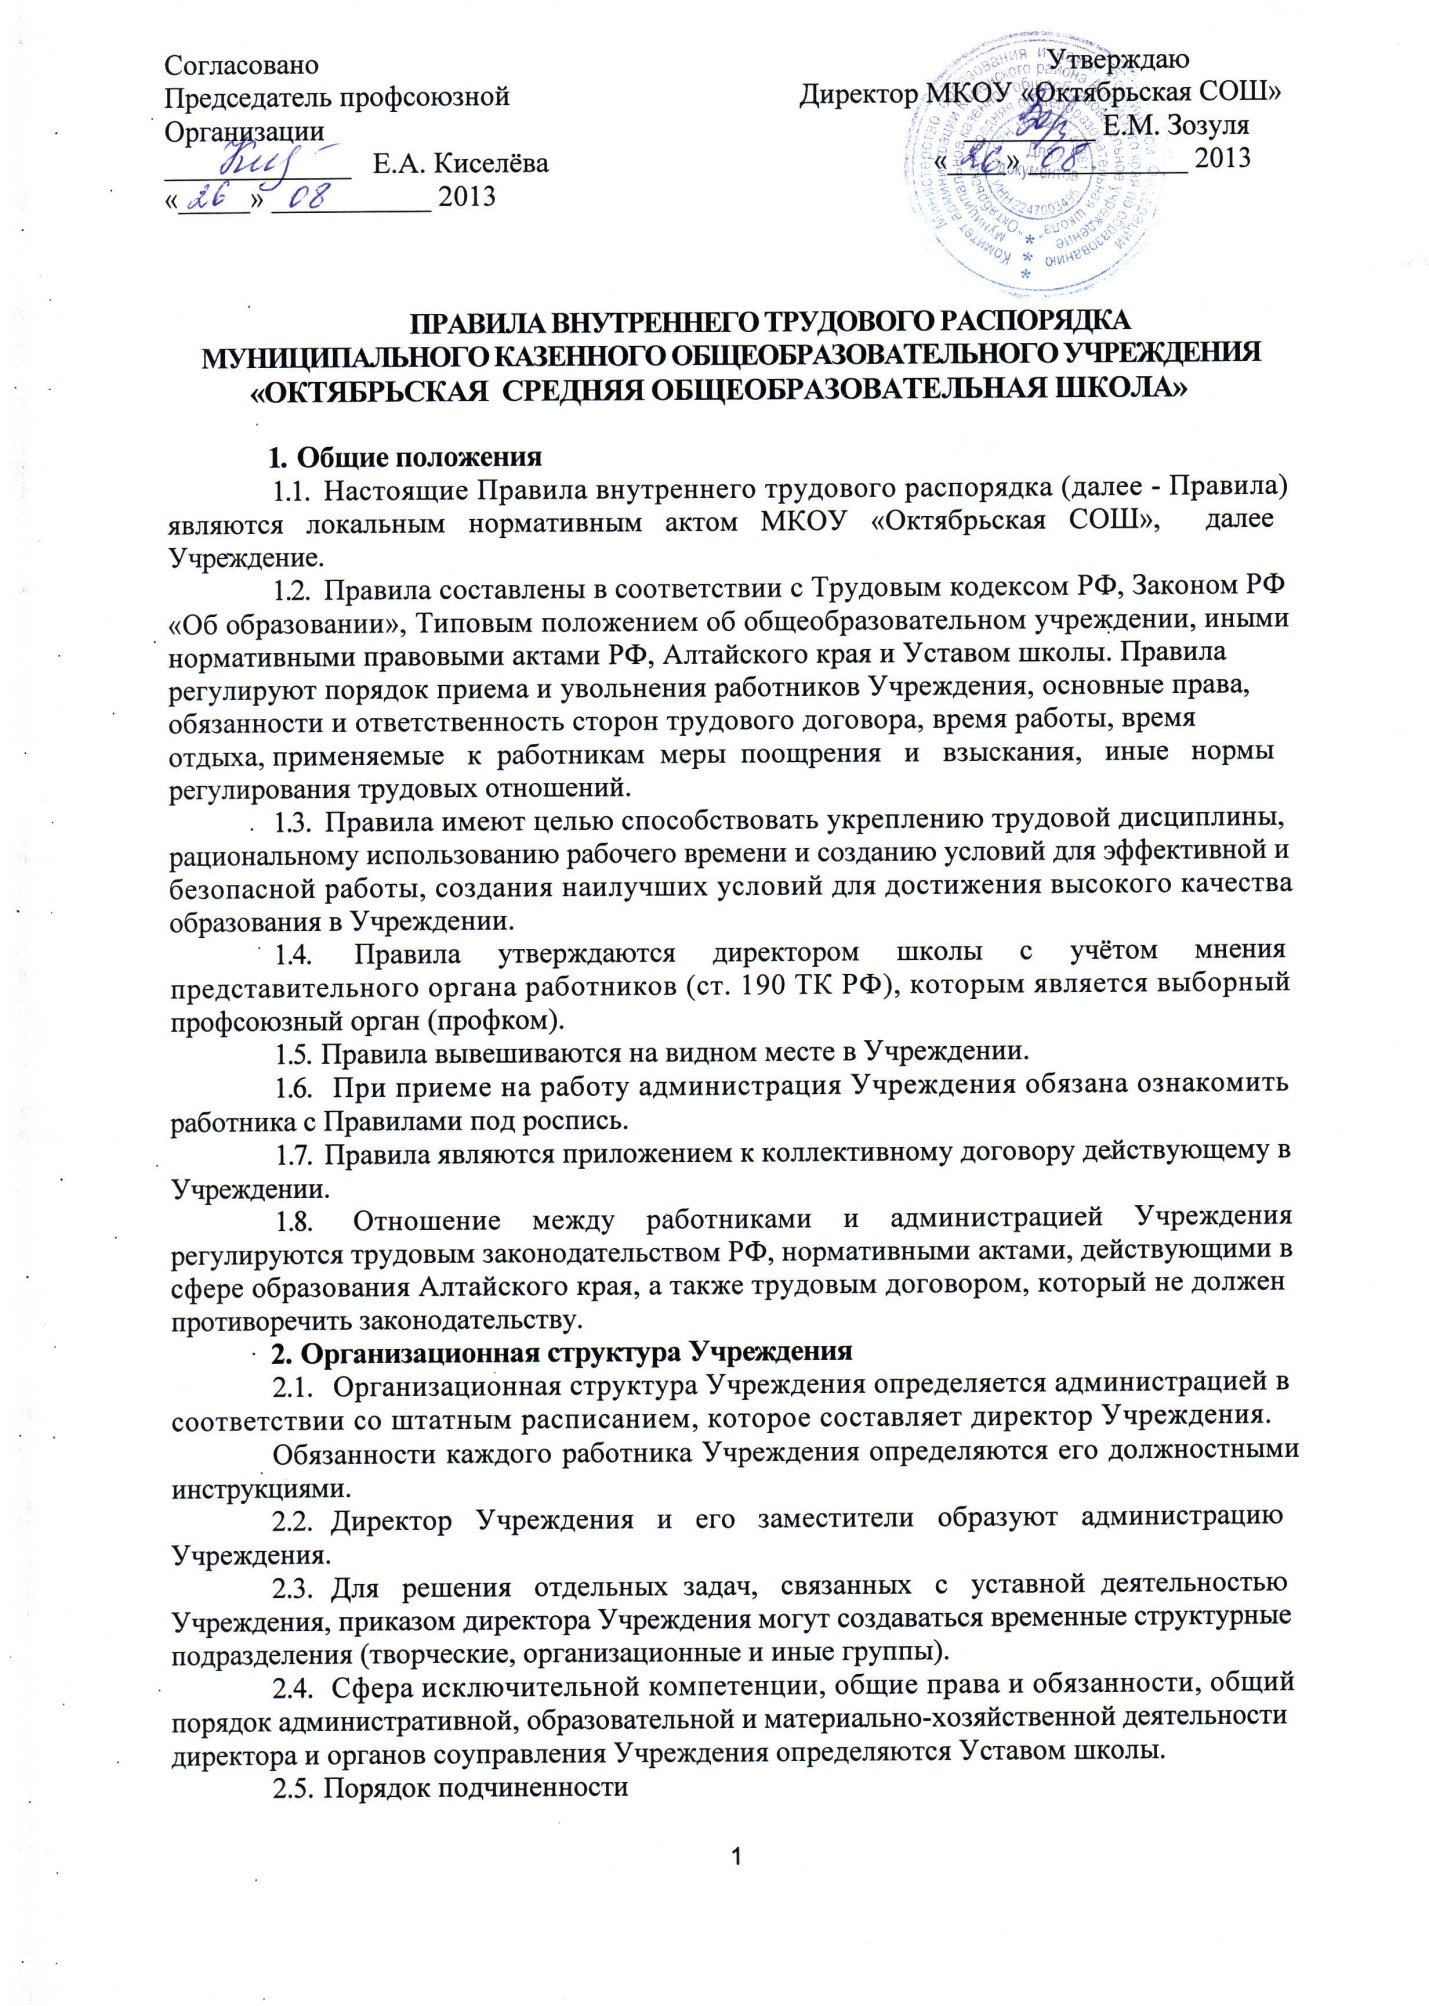 Согласовано
Председатель профсоюзной
Организации
Е.А. Киселёва
«26» 08 2013
Утверждаю
Директор МКОУ «Октябрьская СОШ»
Е.М. Зозуля
«26» 08 2013
Для
документов
ИНН 2247003495
ПРАВИЛА ВНУТРЕННЕГО ТРУДОВОГО РАСПОРЯДКА
МУНИЦИПАЛЬНОГО КАЗЕННОГО ОБЩЕОБРАЗОВАТЕЛЬНОГО УЧРЕЖДЕНИЯ
«ОКТЯБРЬСКАЯ СРЕДНЯЯ ОБЩЕОБРАЗОВАТЕЛЬНАЯ ШКОЛА»
1. Общие положения
1.1. Настоящие Правила внутреннего трудового распорядка (далее - Правила)
являются локальным нормативным актом МКОУ «Октябрьская СОШ», далее
Учреждение.
1.2. Правила составлены в соответствии с Трудовым кодексом РФ, Законом РФ
«Об образовании», Типовым положением об общеобразовательном учреждении, иными
нормативными правовыми актами РФ, Алтайского края и Уставом школы. Правила
регулируют порядок приема и увольнения работников Учреждения, основные права,
обязанности и ответственность сторон трудового договора, время работы, время
отдыха, применяемые к работникам меры поощрения и взыскания, иные нормы
регулирования трудовых отношений.
1.3. Правила имеют целью способствовать укреплению трудовой дисциплины,
рациональному использованию рабочего времени и созданию условий для эффективной и
безопасной работы, создания наилучших условий для достижения высокого качества
образования в Учреждении.
1.4. Правила утверждаются директором школы с учётом мнения
представительного органа работников (ст. 190 ТК РФ), которым является выборный
профсоюзный орган (профком).
1.5. Правила вывешиваются на видном месте в Учреждении.
1.6. При приеме на работу администрация Учреждения обязана ознакомить
работника с Правилами под роспись.
1.7. Правила являются приложением к коллективному договору действующему в
Учреждении.
1.8. Отношение между работниками и администрацией Учреждения
регулируются трудовым законодательством РФ, нормативными актами, действующими в
сфере образования Алтайского края, а также трудовым договором, который не должен
противоречить законодательству.
2. Организационная структура Учреждения
2.1. Организационная структура Учреждения определяется администрацией в
соответствии со штатным расписанием, которое составляет директор Учреждения.
Обязанности каждого работника Учреждения определяются его должностными
инструкциями.
2.2. Директор Учреждения и его заместители образуют администрацию
Учреждения.
2.3. Для решения отдельных задач, связанных с уставной деятельностью
Учреждения, приказом директора Учреждения могут создаваться временные структурные
подразделения (творческие, организационные и иные группы).
2.4. Сфера исключительной компетенции, общие права и обязанности, общий
порядок административной, образовательной и материально-хозяйственной деятельности
директора и органов соуправления Учреждения определяются Уставом школы.
2.5. Порядок подчиненности
1